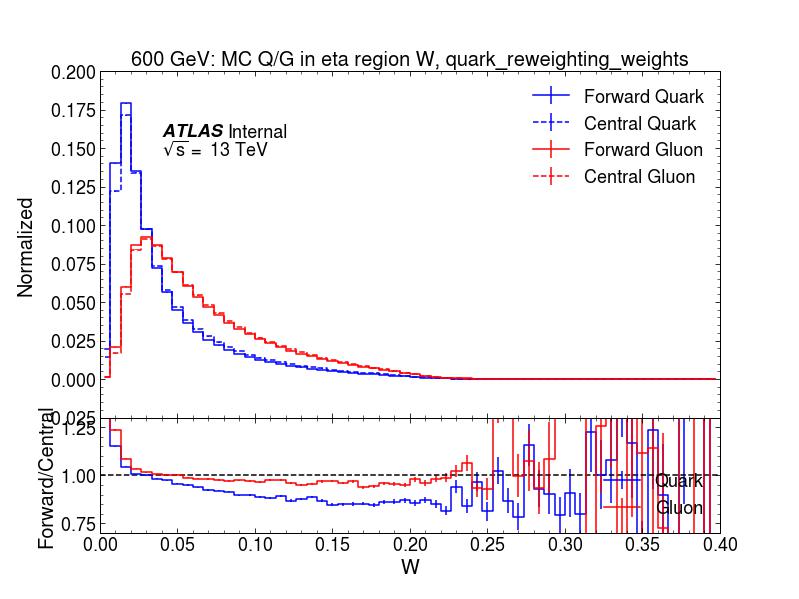 600 GeV: MC Q/G in eta region W, quark_reweighting_weights
0.200
0.175
0.150
0.125
0.100
0.075
0.050
0.025
0.000
0.025
Normalized
ATLAS Internal
√s = 13 TeV
Forward Quark
Central Quark
Forward Gluon
Central Gluon
1.25
1.00
0.75
Forward/Central
Quark
Gluon
0.00 0.05 0.10 0.15 0.20 0.25 0.30 0.35 0.40
W